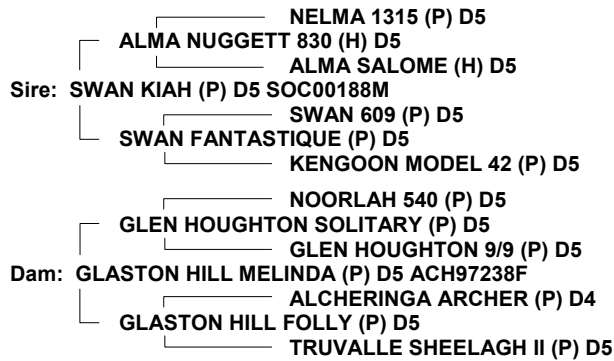 NELMA 1315 (P) D5
ALMA NUGGETT 830 (H) D5
ALMA SALOME (H) D5
Sire: SWAN KIAH (P) D5 SOC00188M
SWAN 609 (P) D5
SWAN FANTASTIQUE (P) D5
KENGOON MODEL 42 (P) D5
NOORLAH 540 (P) D5
GLEN HOUGHTON SOLITARY (P) D5
GLEN HOUGHTON 9/9 (P) D5
Dam: GLASTON HILL MELINDA (P) D5 ACH97238F
ALCHERINGA ARCHER (P) D4
GLASTON HILL FOLLY (P) D5
TRUVALLE SHEELAGH II (P) D5